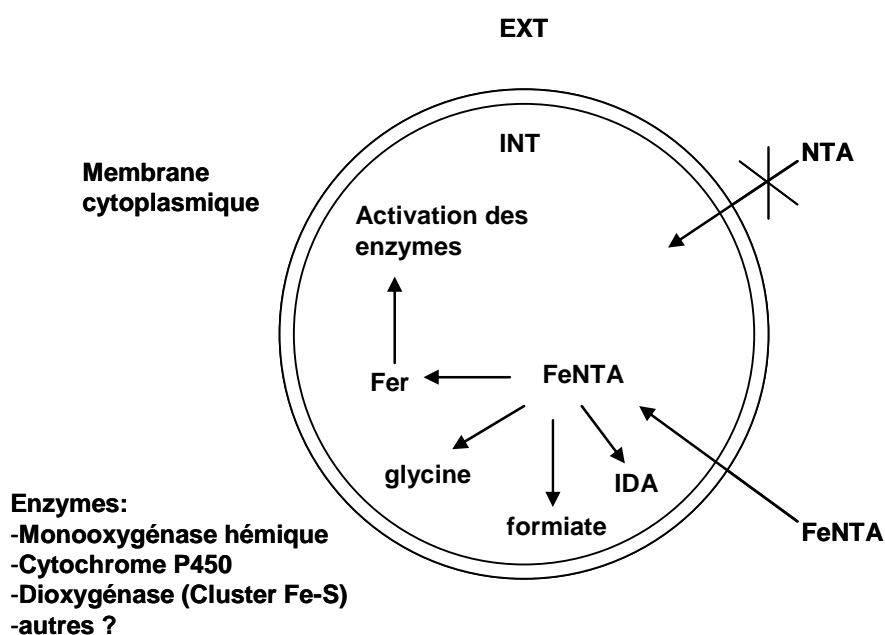 EXT
INT
NTA
Membrane
cytoplasmique
Activation des
enzymes
Fer
FeNTA
glycine
IDA
formiate
FeNTA
Enzymes:
-Monooxygénase hémique
-Cytochrome P450
-Dioxygénase (Cluster Fe-S)
-autres ?